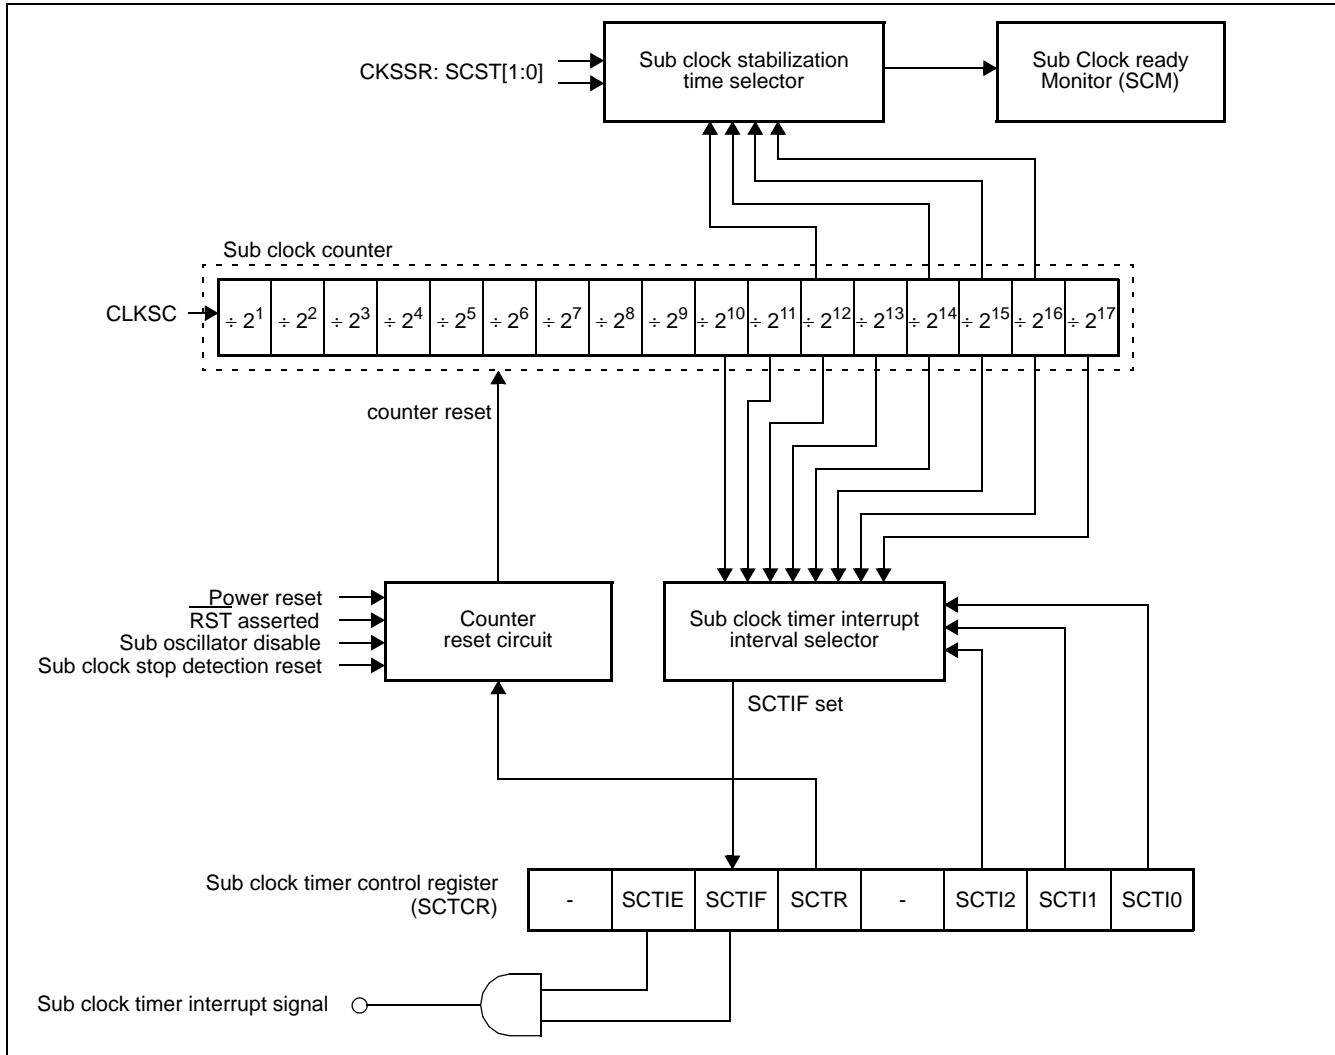 CKSSR: SCST[1:0]
Sub clock stabilization
time selector
Sub Clock ready
Monitor (SCM)
Sub clock counter
CLKSC
÷ 2¹ ÷ 2² ÷ 2³ ÷ 2⁴ ÷ 2⁵ ÷ 2⁶ ÷ 2⁷ ÷ 2⁸ ÷ 2⁹ ÷ 2¹⁰ ÷ 2¹¹ ÷ 2¹² ÷ 2¹³ ÷ 2¹⁴ ÷ 2¹⁵ ÷ 2¹⁶ ÷ 2¹⁷
counter reset
Power reset
RST asserted
Sub oscillator disable
Sub clock stop detection reset
Counter
reset circuit
Sub clock timer interrupt
interval selector
SCTIF set
Sub clock timer control register
(SCTCR)
- SCTIE SCTIF SCTR - SCTI2 SCTI1 SCTI0
Sub clock timer interrupt signal